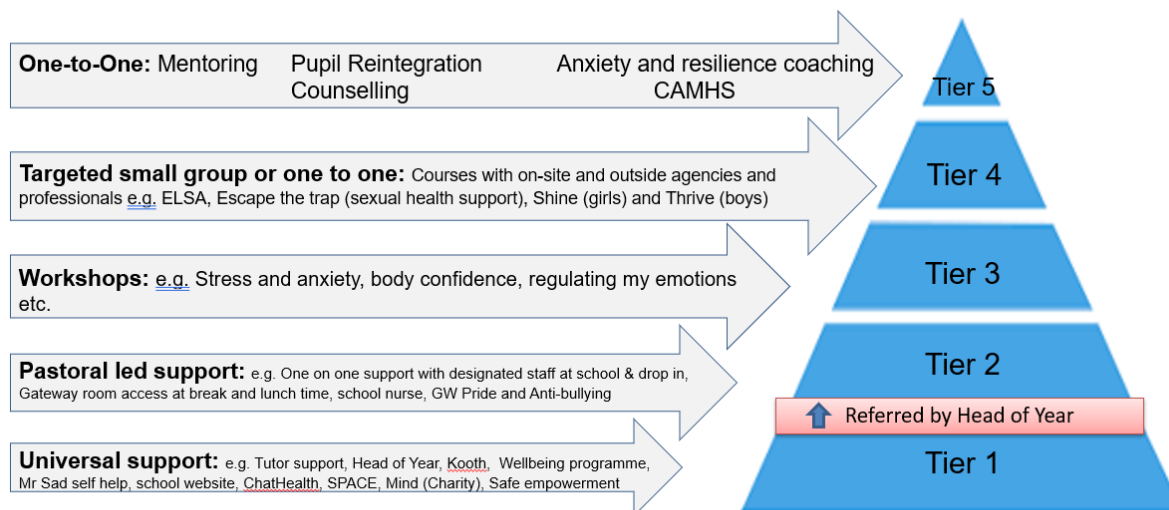 One-to-One: Mentoring Pupil Reintegration Anxiety and resilience coaching
Counselling CAMHS
Tier 5
Targeted small group or one to one: Courses with on-site and outside agencies and
professionals e.g. ELSA, Escape the trap (sexual health support), Shine (girls) and Thrive (boys)
Tier 4
Workshops: e.g. Stress and anxiety, body confidence, regulating my emotions
etc.
Tier 3
Pastoral led support: e.g. One on one support with designated staff at school & drop in,
Gateway room access at break and lunch time, school nurse, GW Pride and Anti-bullying
Tier 2
Referred by Head of Year
Universal support: e.g. Tutor support, Head of Year, Kooth, Wellbeing programme,
Mr Sad self help, school website, ChatHealth, SPACE, Mind (Charity), Safe empowerment
Tier 1